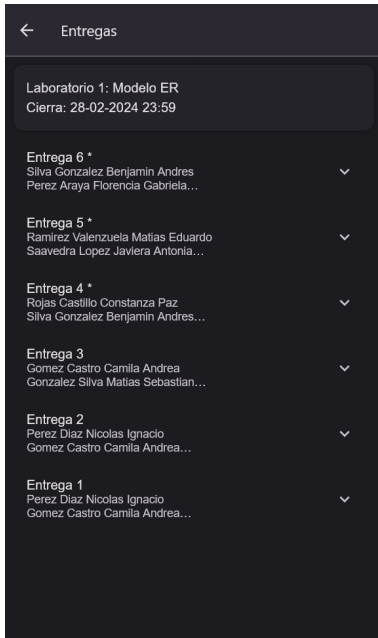 Entregas
Laboratorio 1: Modelo ER
Cierra: 28-02-2024 23:59
Entrega 6 *
Silva Gonzalez Benjamin Andres
Perez Araya Florencia Gabriela...
Entrega 5 *
Ramirez Valenzuela Matias Eduardo
Saavedra Lopez Javiera Antonia...
Entrega 4 *
Rojas Castillo Constanza Paz
Silva Gonzalez Benjamin Andres...
Entrega 3
Gomez Castro Camila Andrea
Gonzalez Silva Matias Sebastian...
Entrega 2
Perez Diaz Nicolas Ignacio
Gomez Castro Camila Andrea...
Entrega 1
Perez Diaz Nicolas Ignacio
Gomez Castro Camila Andrea...